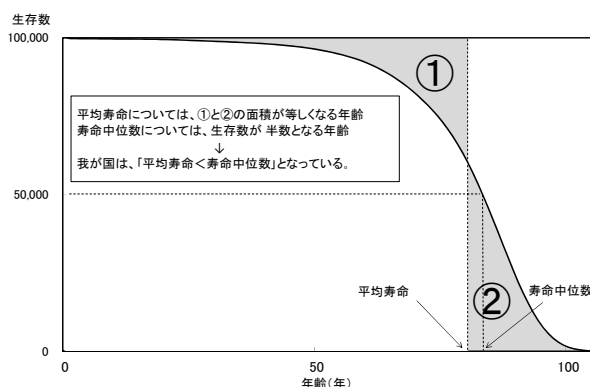 生存数
100,000
①
平均寿命については、①と②の面積が等しくなる年齢
寿命中位数については、生存数が 半数となる年齢
↓
我が国は、「平均寿命＜寿命中位数」となっている。
50,000
平均寿命
②
寿命中位数
0
0
50
100
年齢(年)